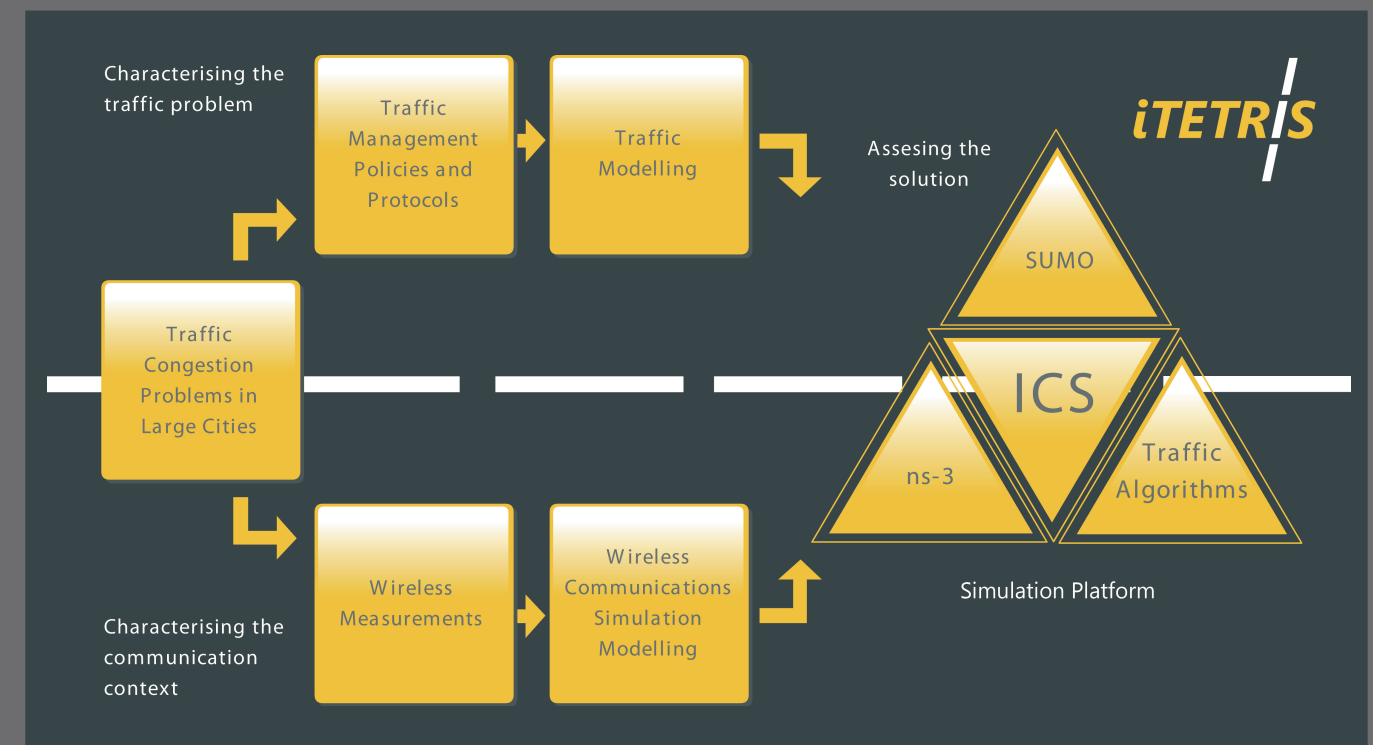 Characterising the
traffic problem
Traffic
Management
Policies and
Protocols
Traffic
Modelling
Assesing the
solution
iTETRIS
SUMO
Traffic
Congestion
Problems in
Large Cities
ICS
ns-3
Traffic
Algorithms
Wireless
Measurements
Wireless
Communications
Simulation
Modelling
Simulation Platform
Characterising the
communication
context